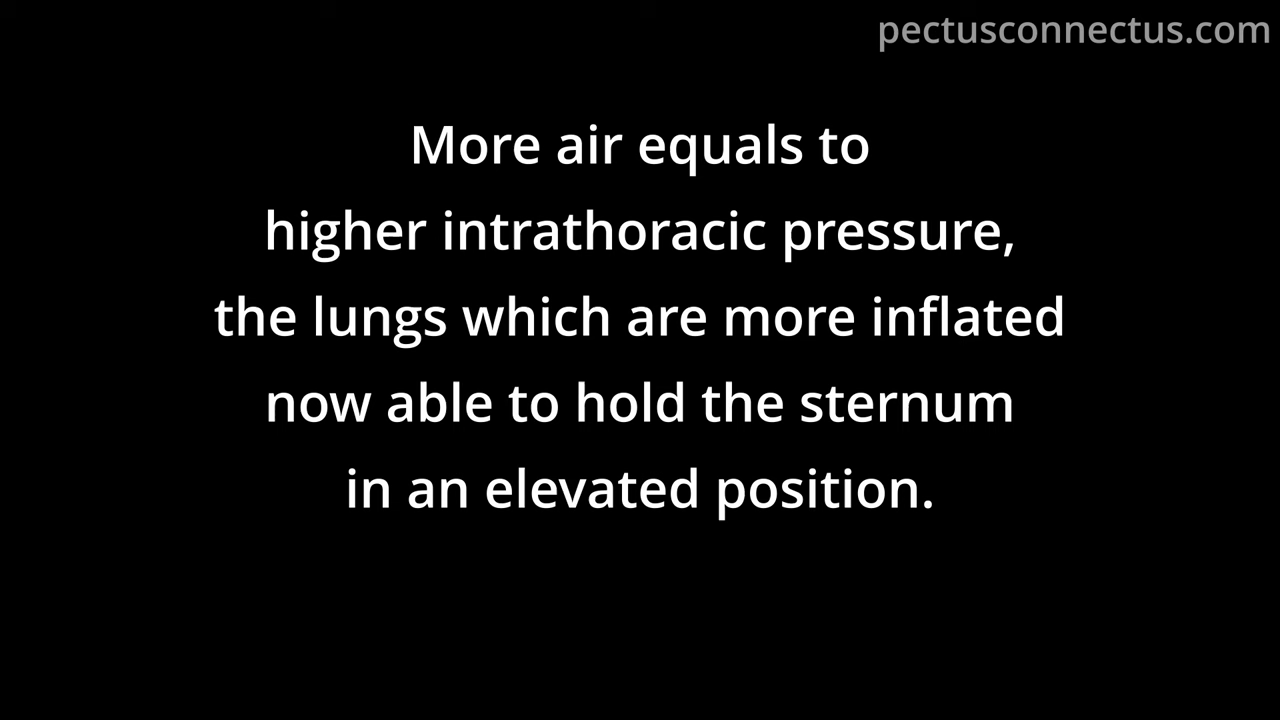 pectusconnectus.com
More air equals to
higher intrathoracic pressure,
the lungs which are more inflated
now able to hold the sternum
in an elevated position.